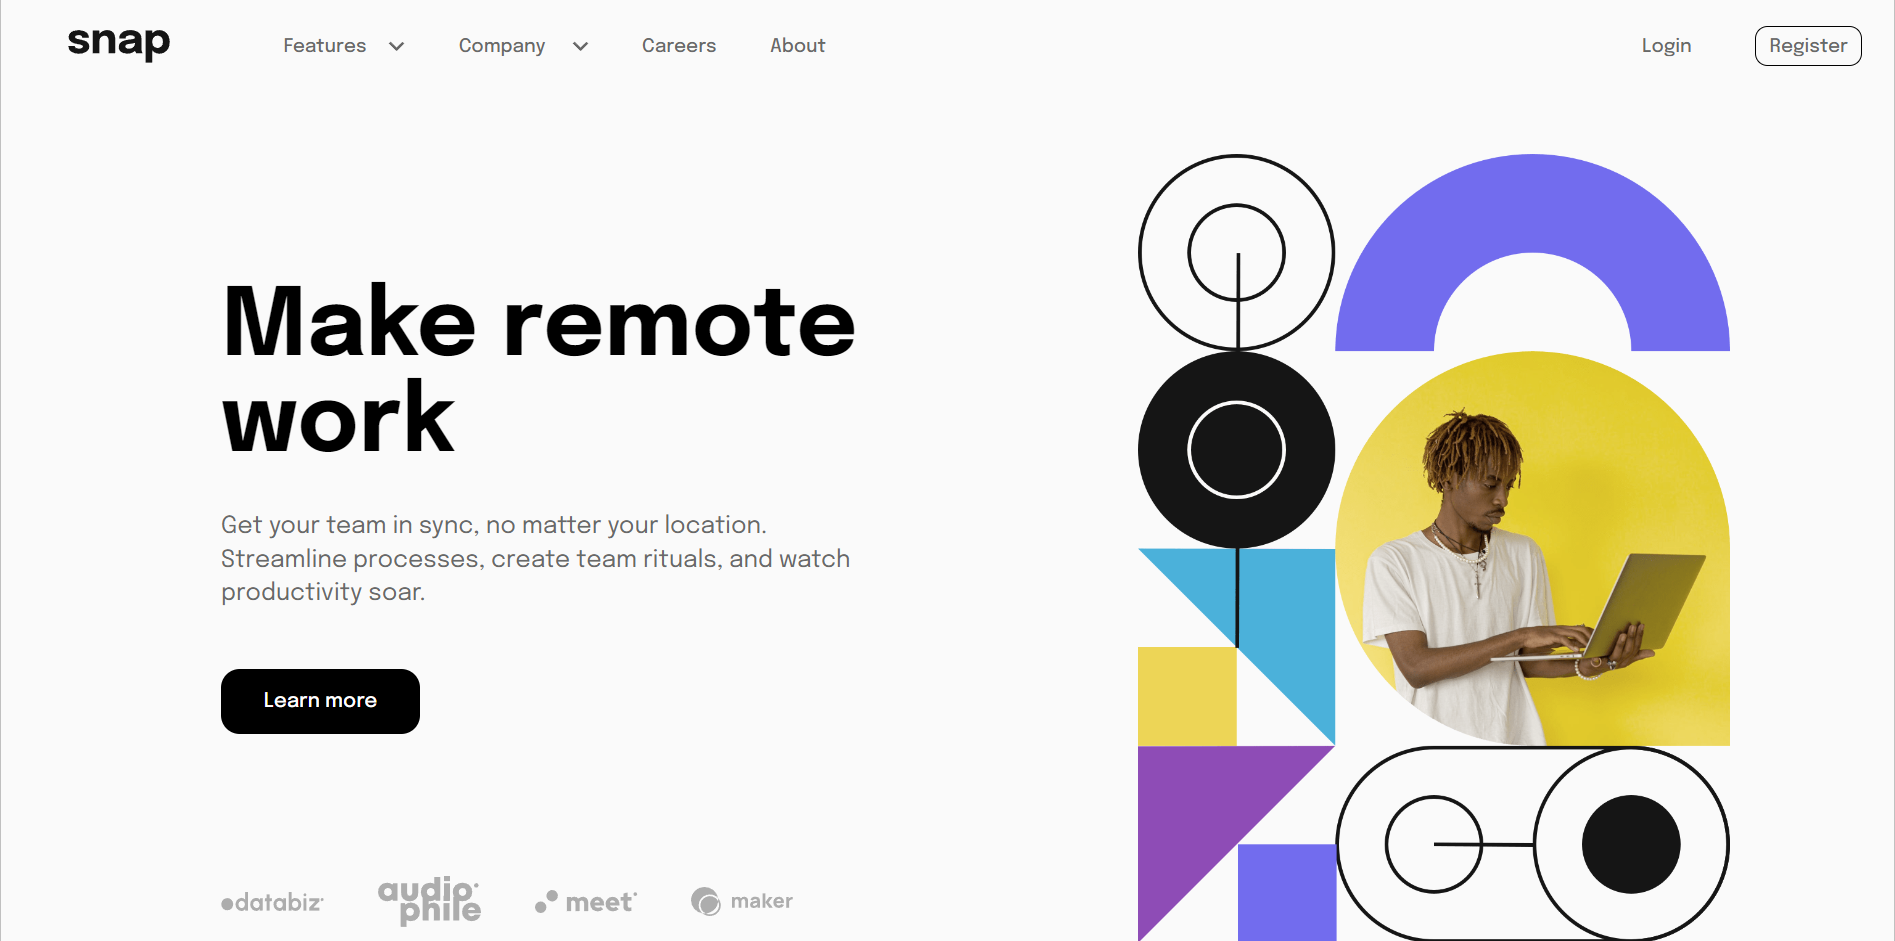 snap Features Company Careers About Login Register
Make remote
work
Get your team in sync, no matter your location.
Streamline processes, create team rituals, and watch
productivity soar.
Learn more
databiz audiophile meet maker